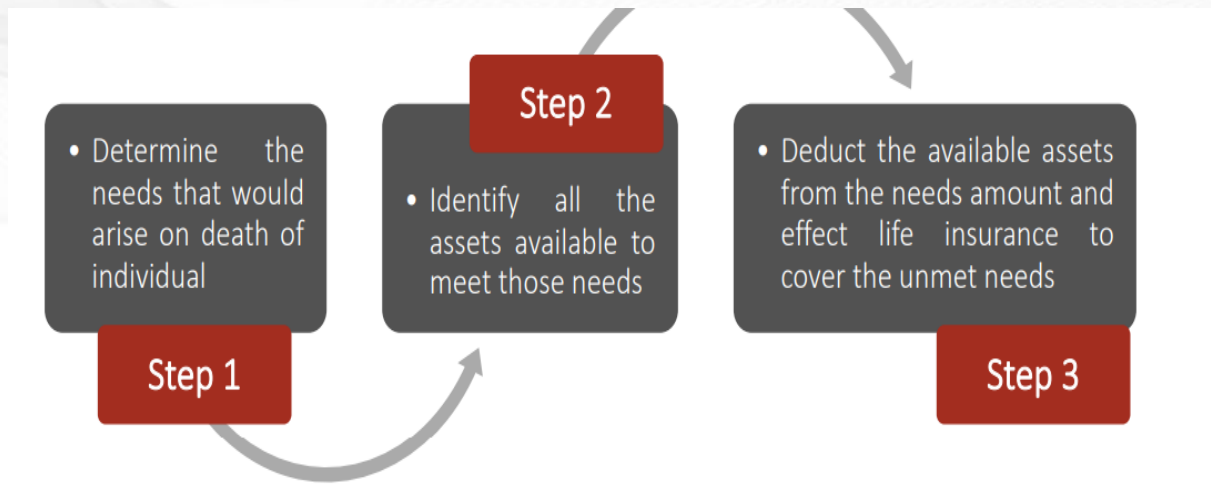 • Determine the
needs that would
arise on death of
individual
Step 1
Step 2
• Identify all the
assets available to
meet those needs
• Deduct the available assets
from the needs amount and
effect life insurance to
cover the unmet needs
Step 3